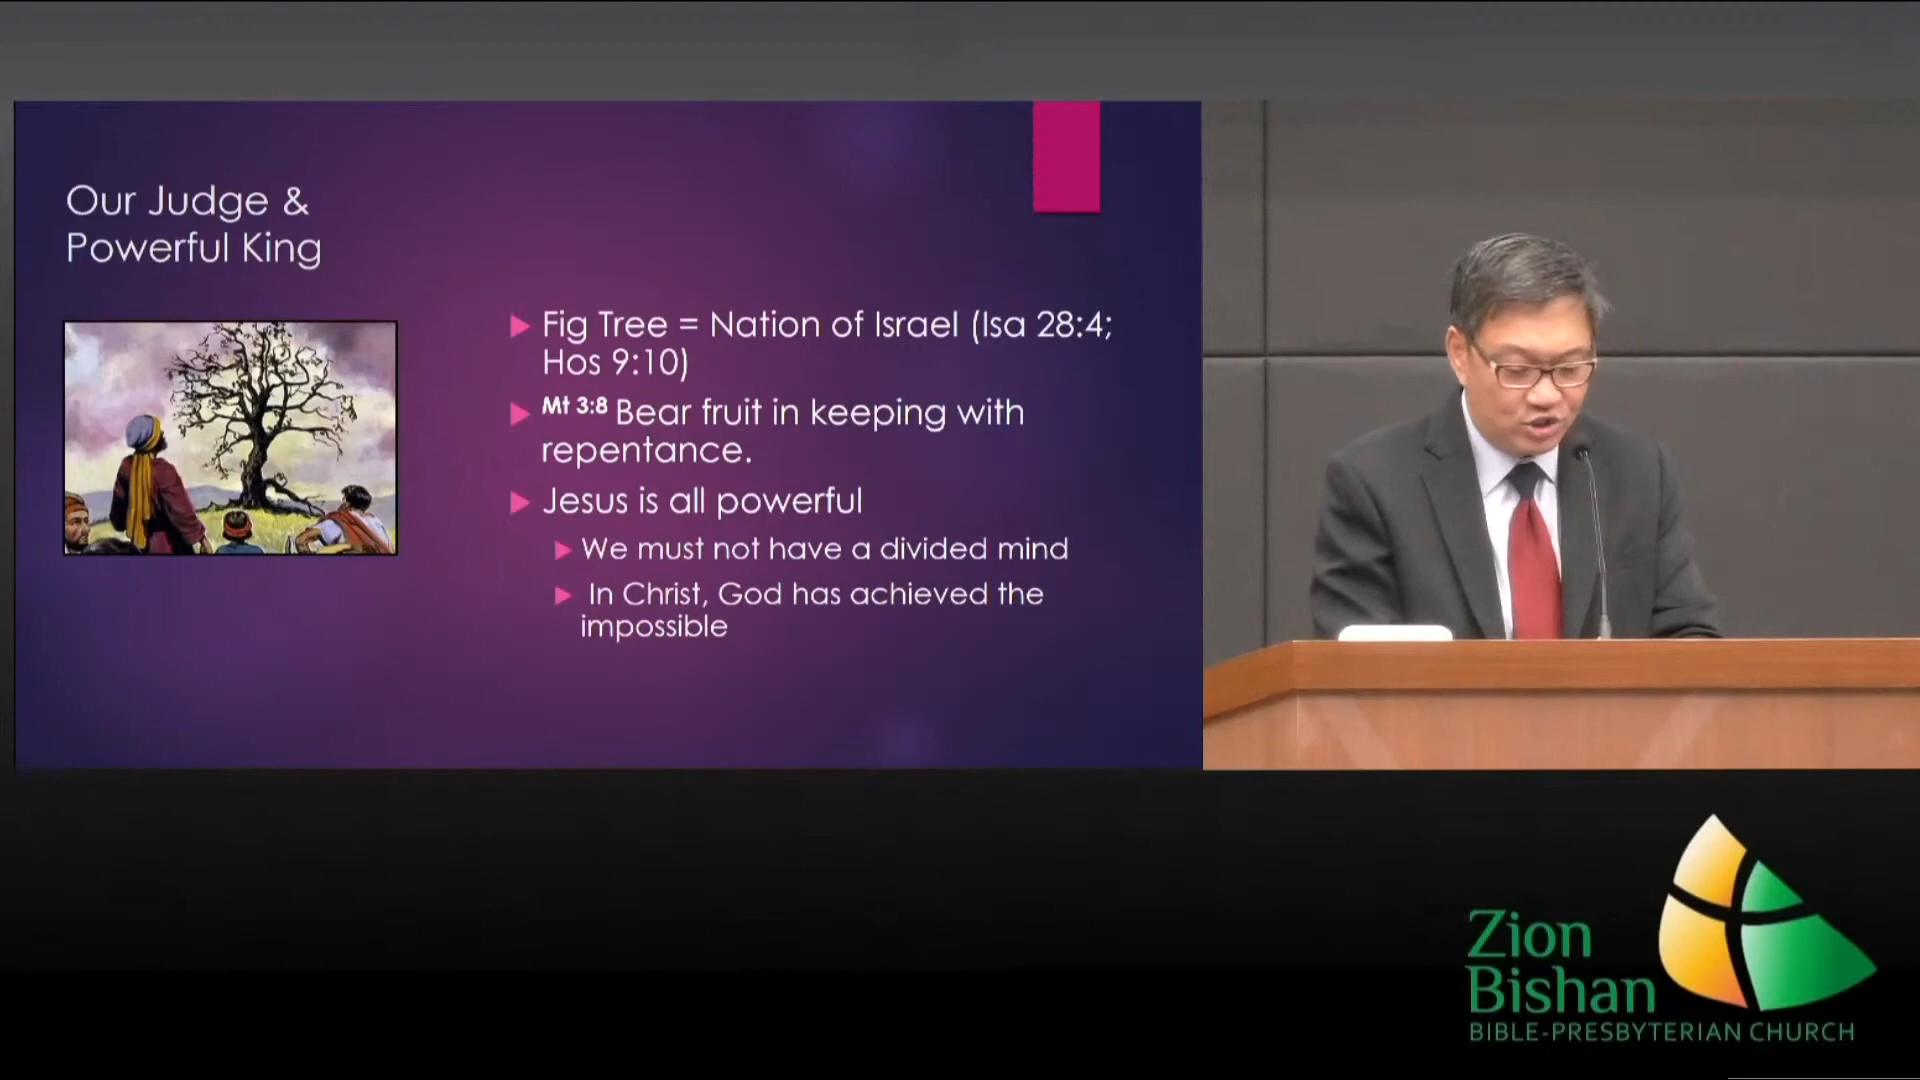 Our Judge &
Powerful King
Fig Tree = Nation of Israel (Isa 28:4;
Hos 9:10)
Mt 3:8 Bear fruit in keeping with
repentance.
Jesus is all powerful
We must not have a divided mind
In Christ, God has achieved the
impossible
Zion
Bishan
BIBLE-PRESBYTERIAN CHURCH